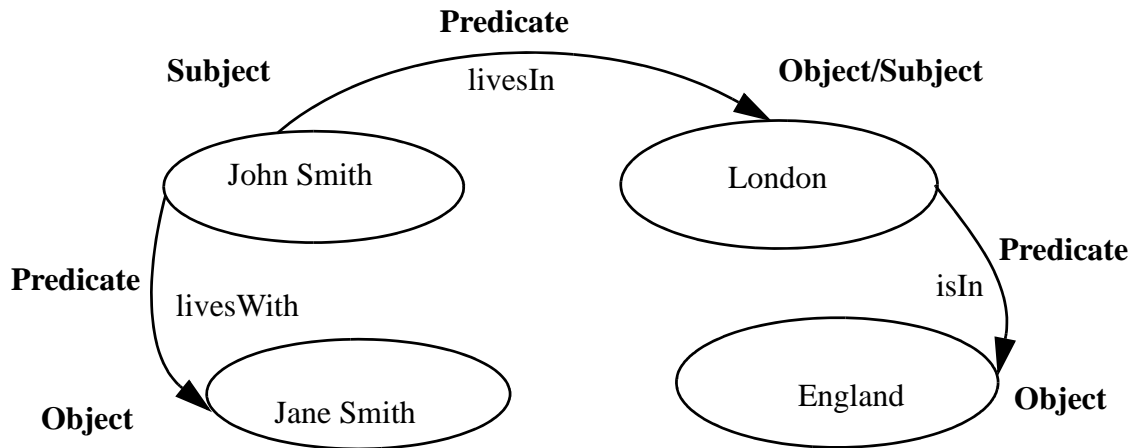 Predicate
Subject
livesIn
Object/Subject
John Smith
London
Predicate
livesWith
Predicate
isIn
Object
Jane Smith
England
Object